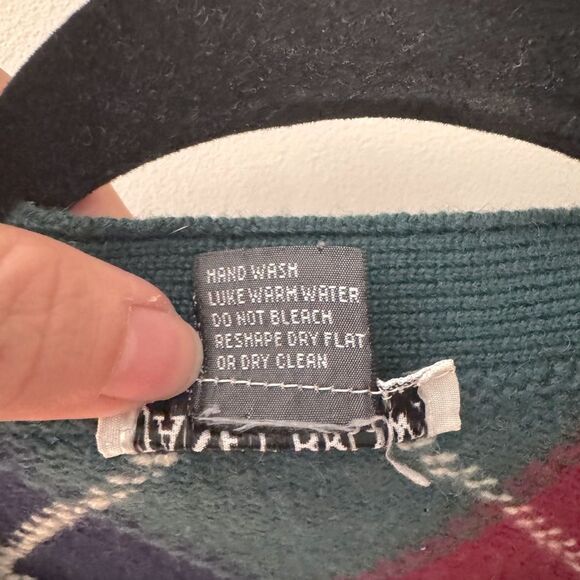 HAND WASH
LUKE WARM WATER
DO NOT BLEACH
RESHAPE DRY FLAT
OR DRY CLEAN